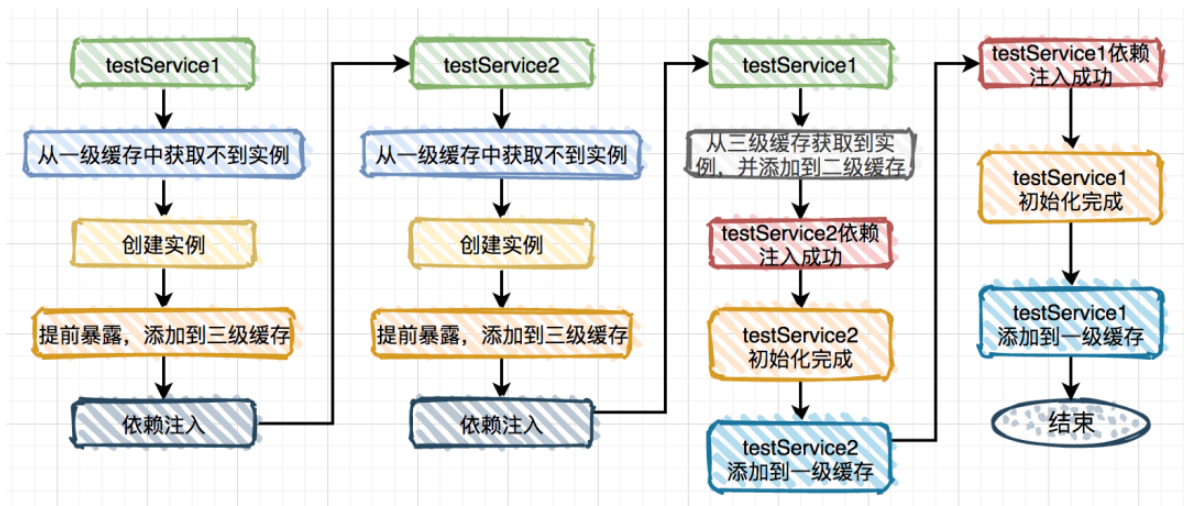 testService1
从一级缓存中获取不到实例
创建实例
提前暴露，添加到三级缓存
依赖注入
testService2
从一级缓存中获取不到实例
创建实例
提前暴露，添加到三级缓存
依赖注入
testService1
从三级缓存获取到实
例，并添加到二级缓存
testService2依赖
注入成功
testService2
初始化完成
testService2
添加到一级缓存
testService1依赖
注入成功
testService1
初始化完成
testService1
添加到一级缓存
结束